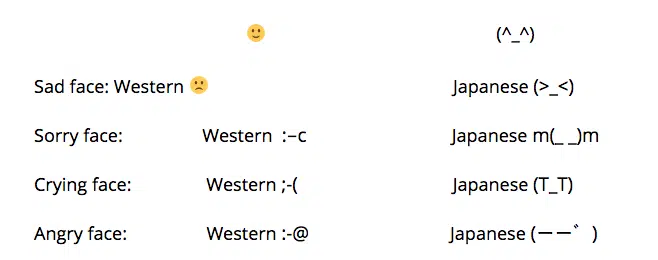 🙂 (^_^)
Sad face: Western 🙁 Japanese (>_<)
Sorry face: Western :–c Japanese m(_ _)m
Crying face: Western ;-( Japanese (T_T)
Angry face: Western :-@ Japanese (ーー゛)